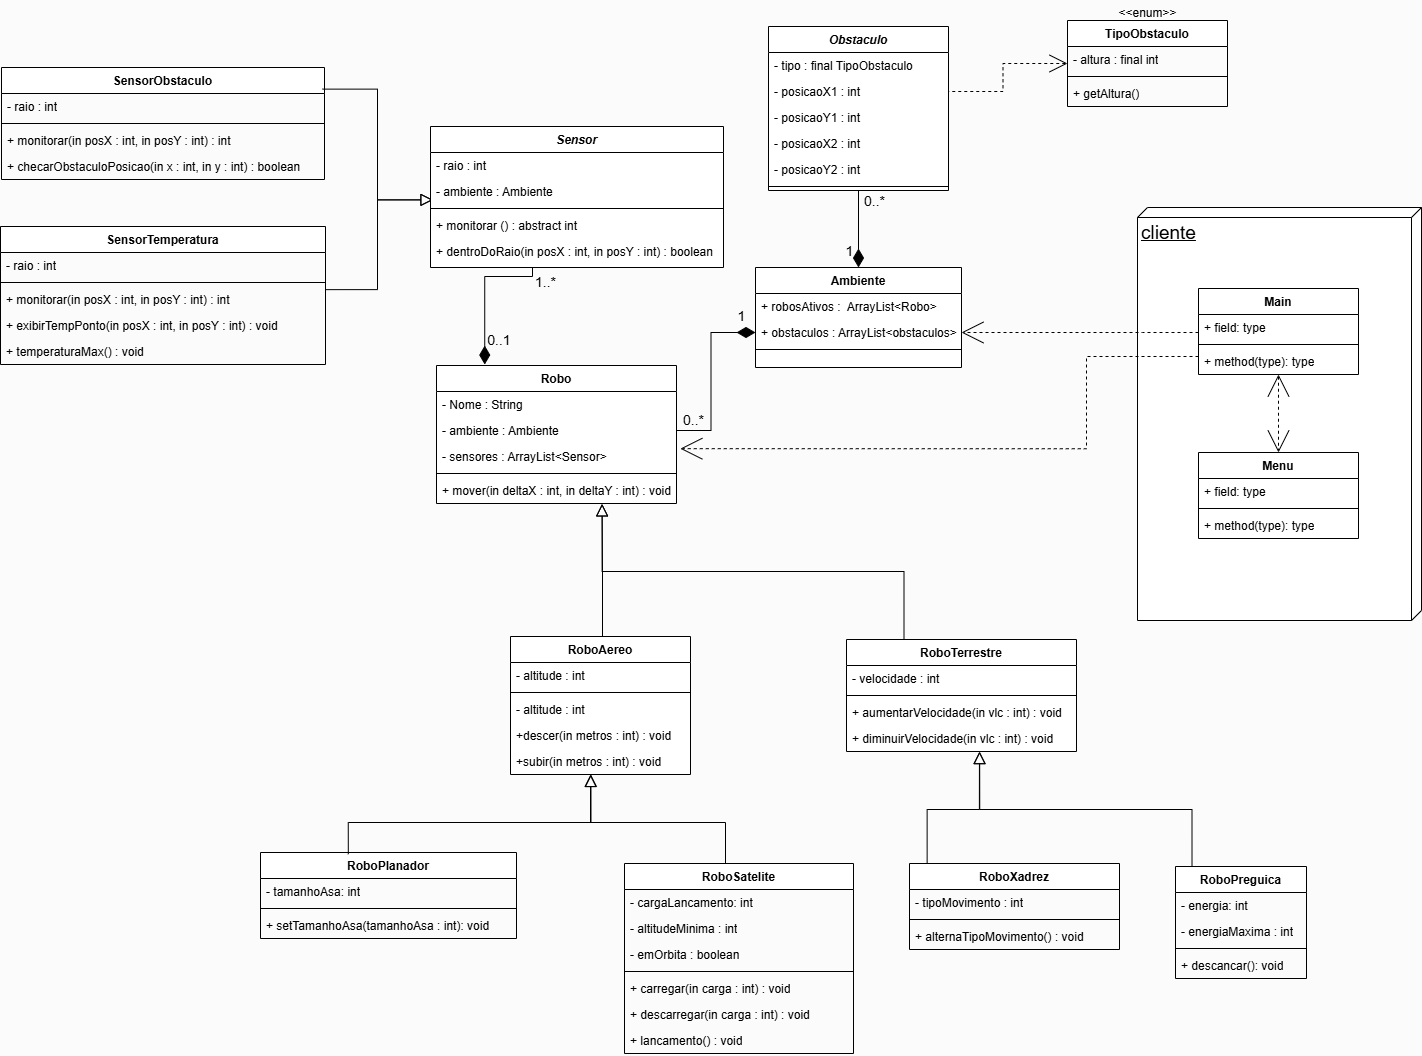 <<enum>>
TipoObstaculo
- altura : final int
+ getAltura()
Obstaculo
- tipo : final TipoObstaculo
- posicaoX1 : int
- posicaoY1 : int
- posicaoX2 : int
- posicaoY2 : int
SensorObstaculo
- raio : int
+ monitorar(in posX : int, in posY : int) : int
+ checarObstaculoPosicao(in x : int, in y : int) : boolean
Sensor
- raio : int
- ambiente : Ambiente
+ monitorar () : abstract int
+ dentroDoRaio(in posX : int, in posY : int) : boolean
SensorTemperatura
- raio : int
+ monitorar(in posX : int, in posY : int) : int
+ exibirTempPonto(in posX : int, in posY : int) : void
+ temperaturaMax() : void
0..*
1
1..*
0..1
Ambiente
+ robosAtivos :  ArrayList<Robo>
+ obstaculos : ArrayList<obstaculos>
1
0..*
cliente
Main
+ field: type
+ method(type): type
Menu
+ field: type
+ method(type): type
Robo
- Nome : String
- ambiente : Ambiente
- sensores : ArrayList<Sensor>
+ mover(in deltaX : int, in deltaY : int) : void
RoboAereo
- altitude : int
- altitude : int
+descer(in metros : int) : void
+subir(in metros : int) : void
RoboTerrestre
- velocidade : int
+ aumentarVelocidade(in vlc : int) : void
+ diminuirVelocidade(in vlc : int) : void
RoboPlanador
- tamanhoAsa: int
+ setTamanhoAsa(tamanhoAsa : int): void
RoboSatelite
- cargaLancamento: int
- altitudeMinima : int
- emOrbita : boolean
+ carregar(in carga : int) : void
+ descarregar(in carga : int) : void
+ lancamento() : void
RoboXadrez
- tipoMovimento : int
+ alternaTipoMovimento() : void
RoboPreguica
- energia: int
- energiaMaxima : int
+ descancar(): void